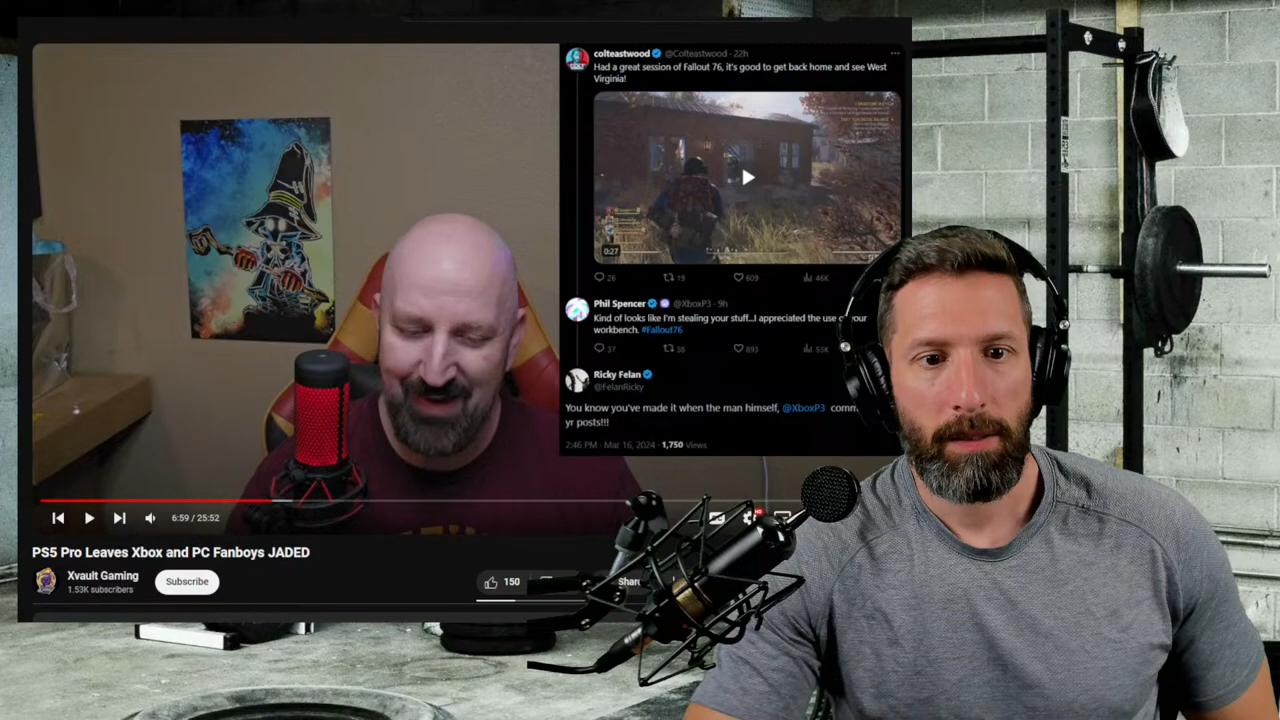 colteastwood @Colteastwood · 22h
Had a great session of Fallout 76, it's good to get back home and see West
Virginia!
0:27
26 19 609 46K
Phil Spencer @XboxP3 · 9h
Kind of looks like I'm stealing your stuff...I appreciated the use of your
workbench. #Fallout76
37 38 893 53K
Ricky Felan
@FelanRicky
You know you've made it when the man himself, @XboxP3 comm
yr posts!!!
2:46 PM · Mar 16, 2024 · 1,750 Views
6:59 / 25:52
HD
PS5 Pro Leaves Xbox and PC Fanboys JADED
Xvault Gaming
1.53K subscribers
Subscribe
150
Share